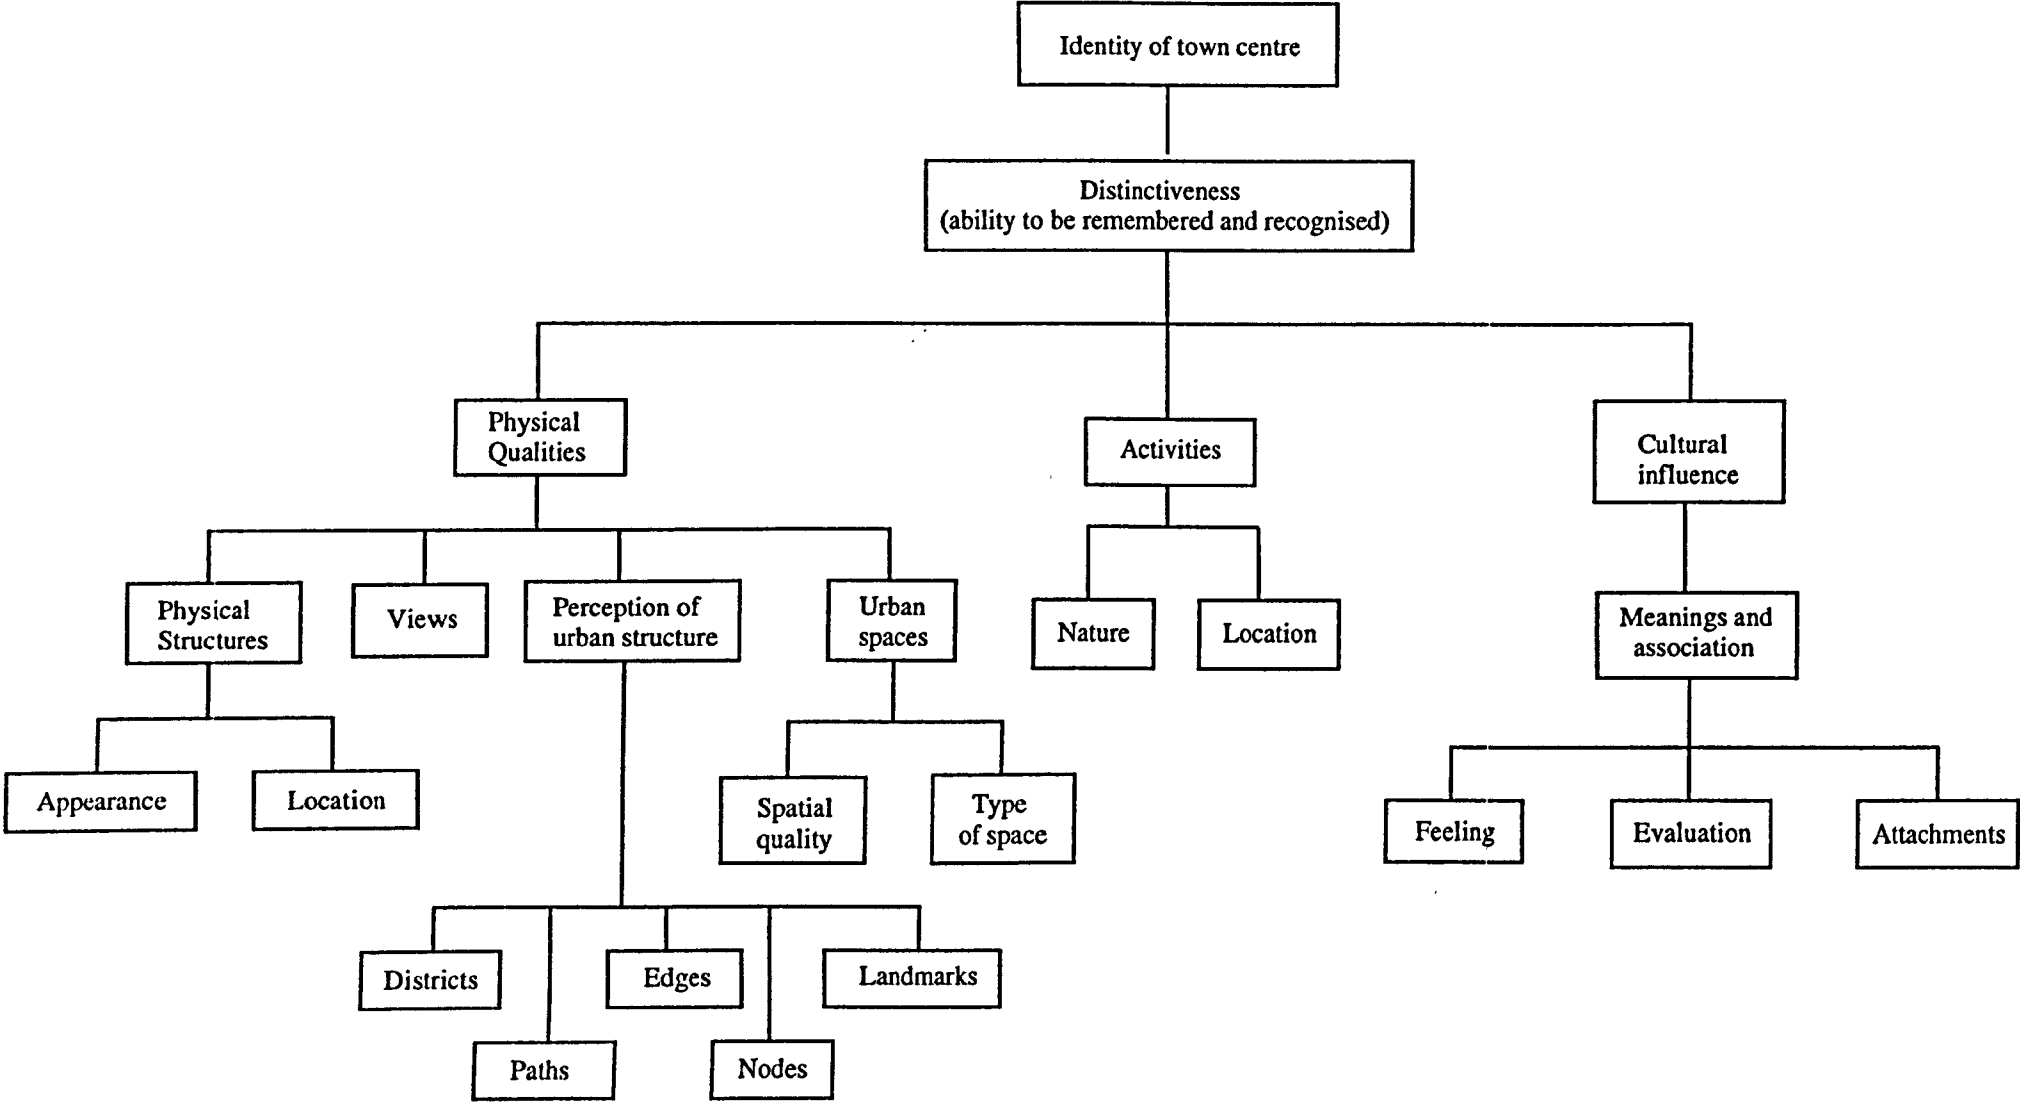 Identity of town centre
Distinctiveness
(ability to be remembered and recognised)
Physical
Qualities
Activities
Cultural
influence
Physical
Structures
Views
Perception of
urban structure
Urban
spaces
Nature
Location
Meanings and
association
Appearance
Location
Spatial
quality
Type
of space
Feeling
Evaluation
Attachments
Districts
Edges
Landmarks
Paths
Nodes